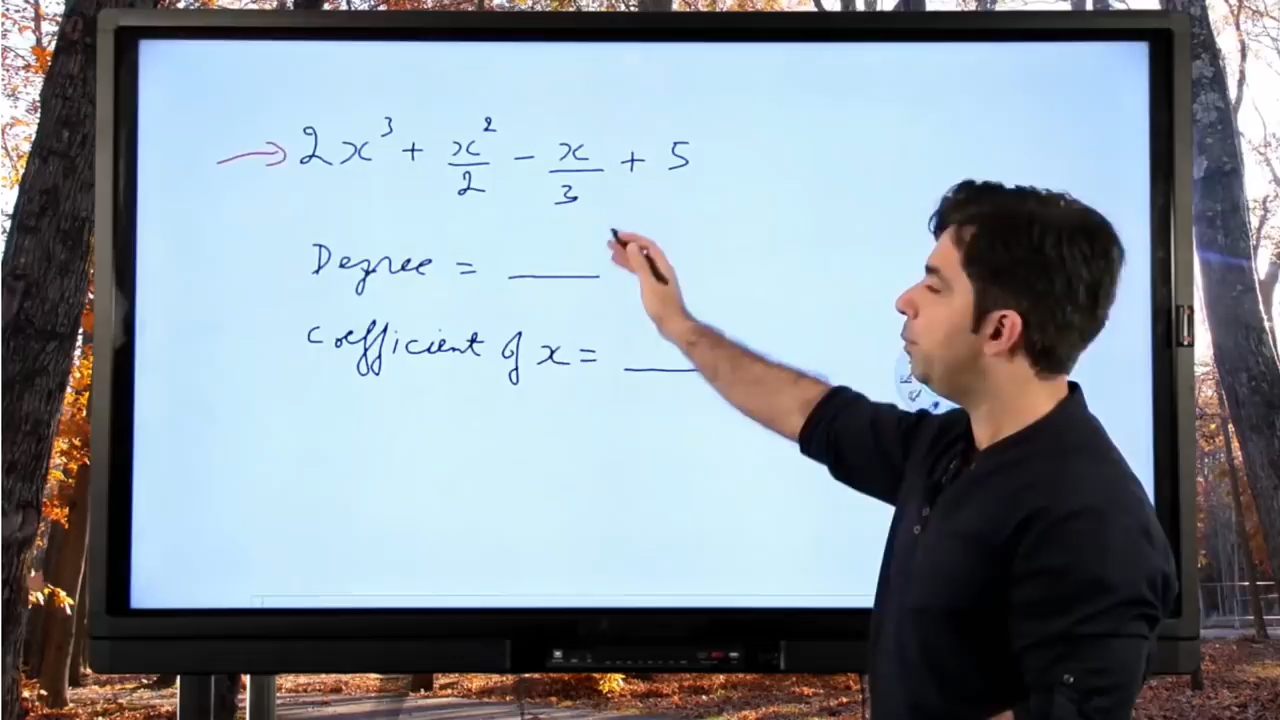 → 2x³ + x²/2 - x/3 + 5
Degree = ____
Coefficient of x = ____